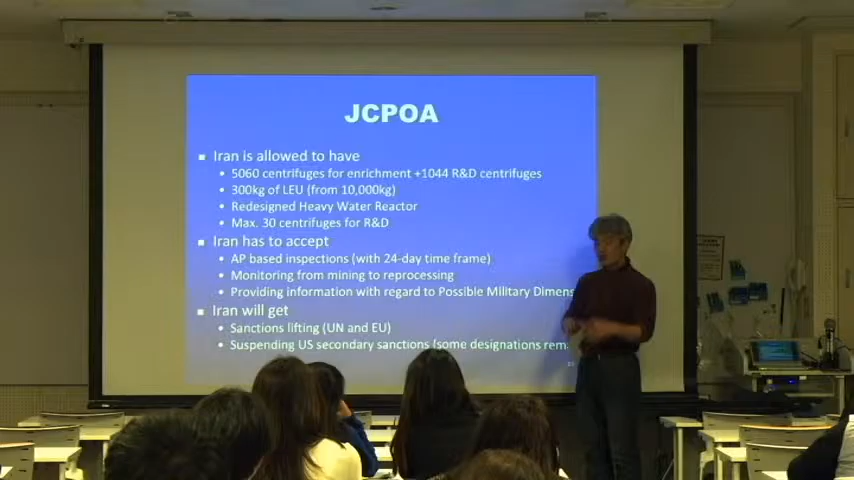 JCPOA
▪ Iran is allowed to have
• 5060 centrifuges for enrichment +1044 R&D centrifuges
• 300kg of LEU (from 10,000kg)
• Redesigned Heavy Water Reactor
• Max. 30 centrifuges for R&D
▪ Iran has to accept
• AP based inspections (with 24-day time frame)
• Monitoring from mining to reprocessing
• Providing information with regard to Possible Military Dimens
▪ Iran will get
• Sanctions lifting (UN and EU)
• Suspending US secondary sanctions (some designations rem